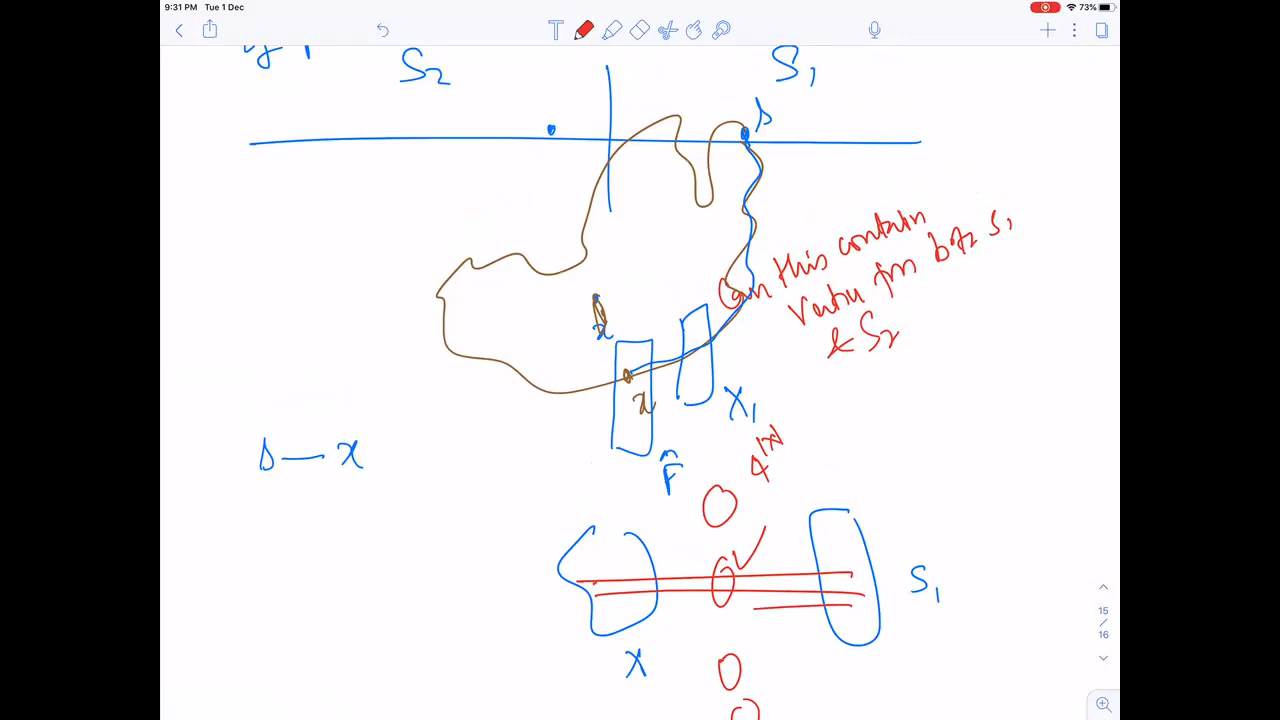 9:31 PM Tue 1 Dec
73%
S2
S1
s
Can this contain
vertex from both S1
& S2
x
x
X1
F̂
s — x
4|X|
S1
X
15
/
16